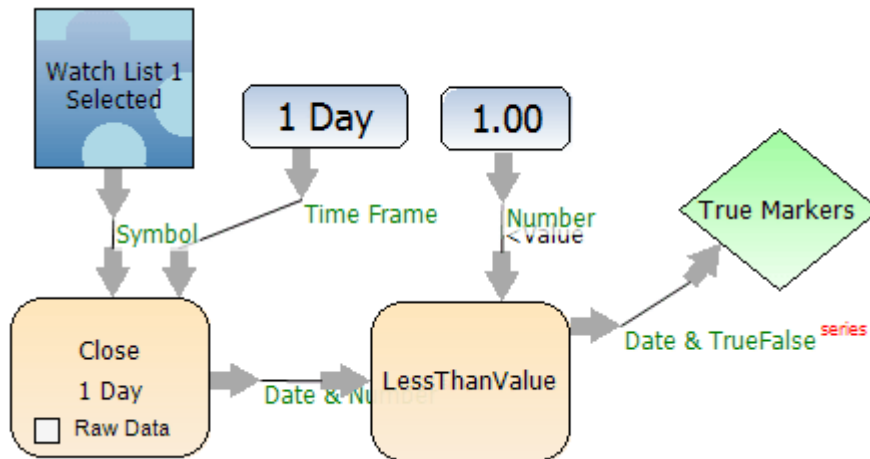 Watch List 1
Selected
1 Day
1.00
True Markers
Symbol
Time Frame
Number
<Value
Close
1 Day
Raw Data
Date & Number
LessThanValue
Date & TrueFalse series